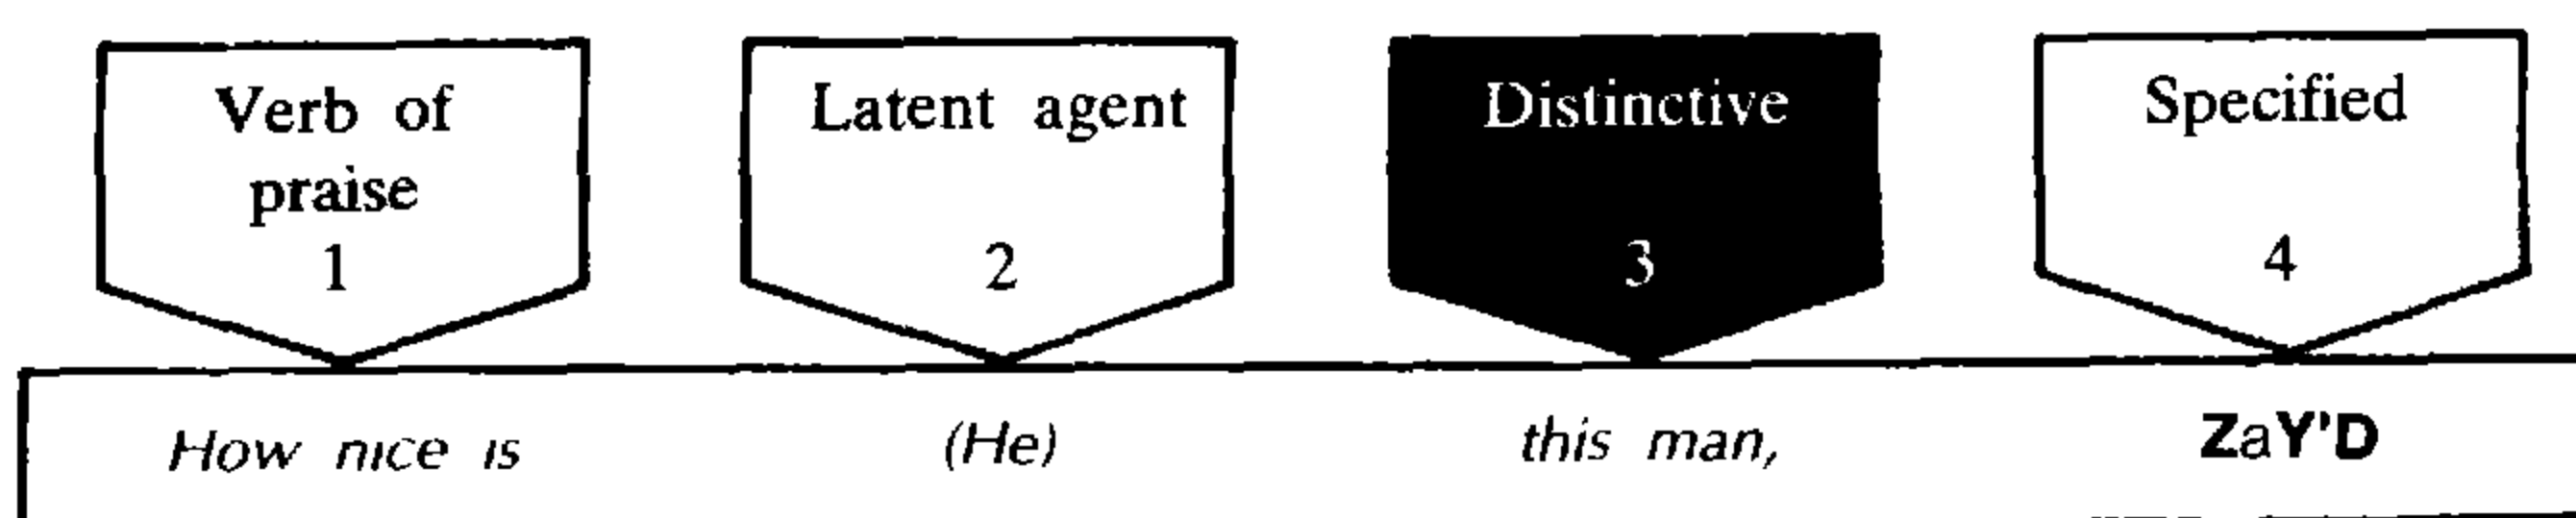 Verb of Latent agent Distinctive Specified
praise
1 2 3 4
How nice is (He) this man, ZaY'D